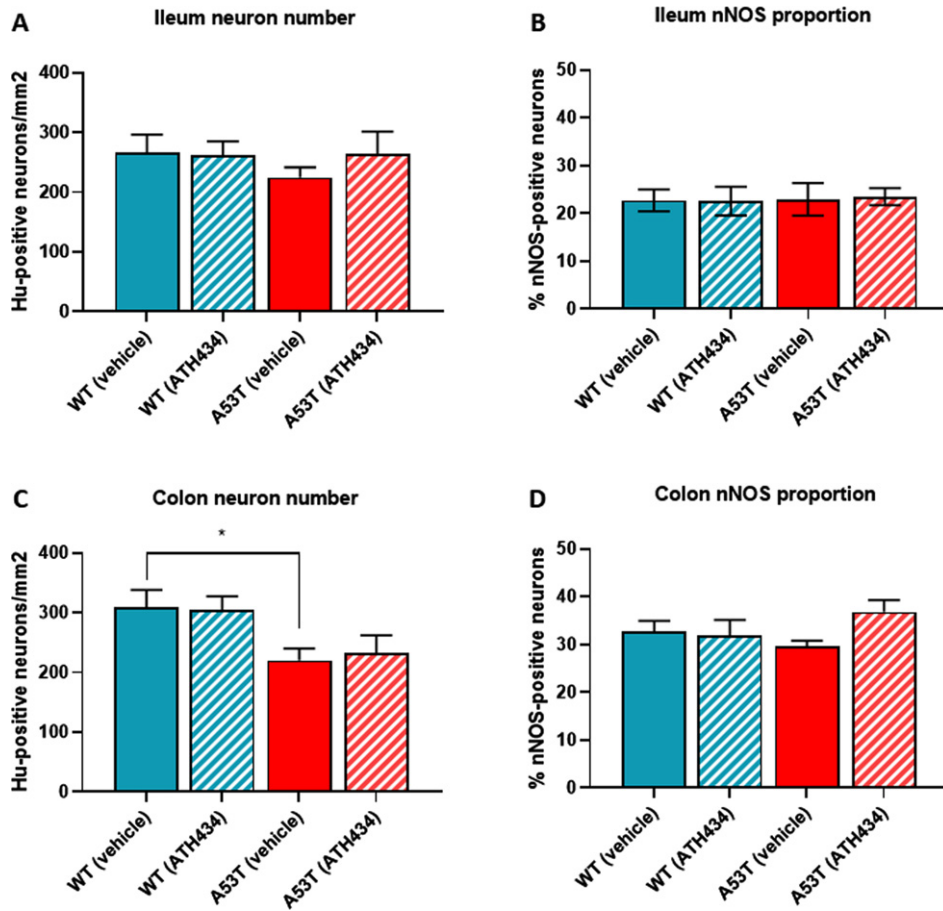 A
Ileum neuron number
Hu-positive neurons/mm2
400
300
200
100
0
WT (vehicle)
WT (ATH434)
A53T (vehicle)
A53T (ATH434)
B
Ileum nNOS proportion
% nNOS-positive neurons
50
40
30
20
10
0
WT (vehicle)
WT (ATH434)
A53T (vehicle)
A53T (ATH434)
C
Colon neuron number
Hu-positive neurons/mm2
400
300
200
100
0
*
WT (vehicle)
WT (ATH434)
A53T (vehicle)
A53T (ATH434)
D
Colon nNOS proportion
% nNOS-positive neurons
50
40
30
20
10
0
WT (vehicle)
WT (ATH434)
A53T (vehicle)
A53T (ATH434)